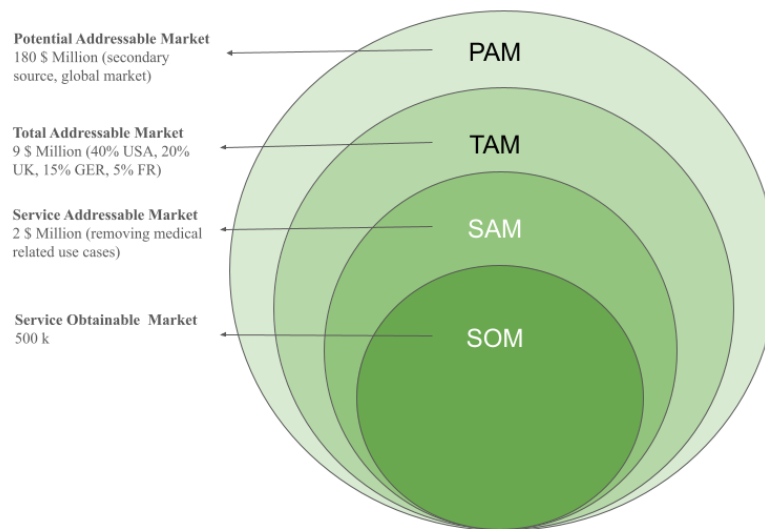 Potential Addressable Market
180 $ Million (secondary
source, global market)
PAM
Total Addressable Market
9 $ Million (40% USA, 20%
UK, 15% GER, 5% FR)
TAM
Service Addressable Market
2 $ Million (removing medical
related use cases)
SAM
Service Obtainable Market
500 k
SOM